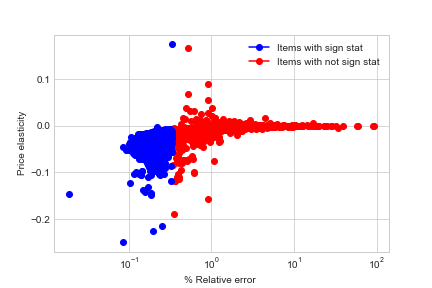 Items with sign stat
Items with not sign stat
Price elasticity
0.1
0.0
−0.1
−0.2
10⁻¹
10⁰
10¹
10²
% Relative error